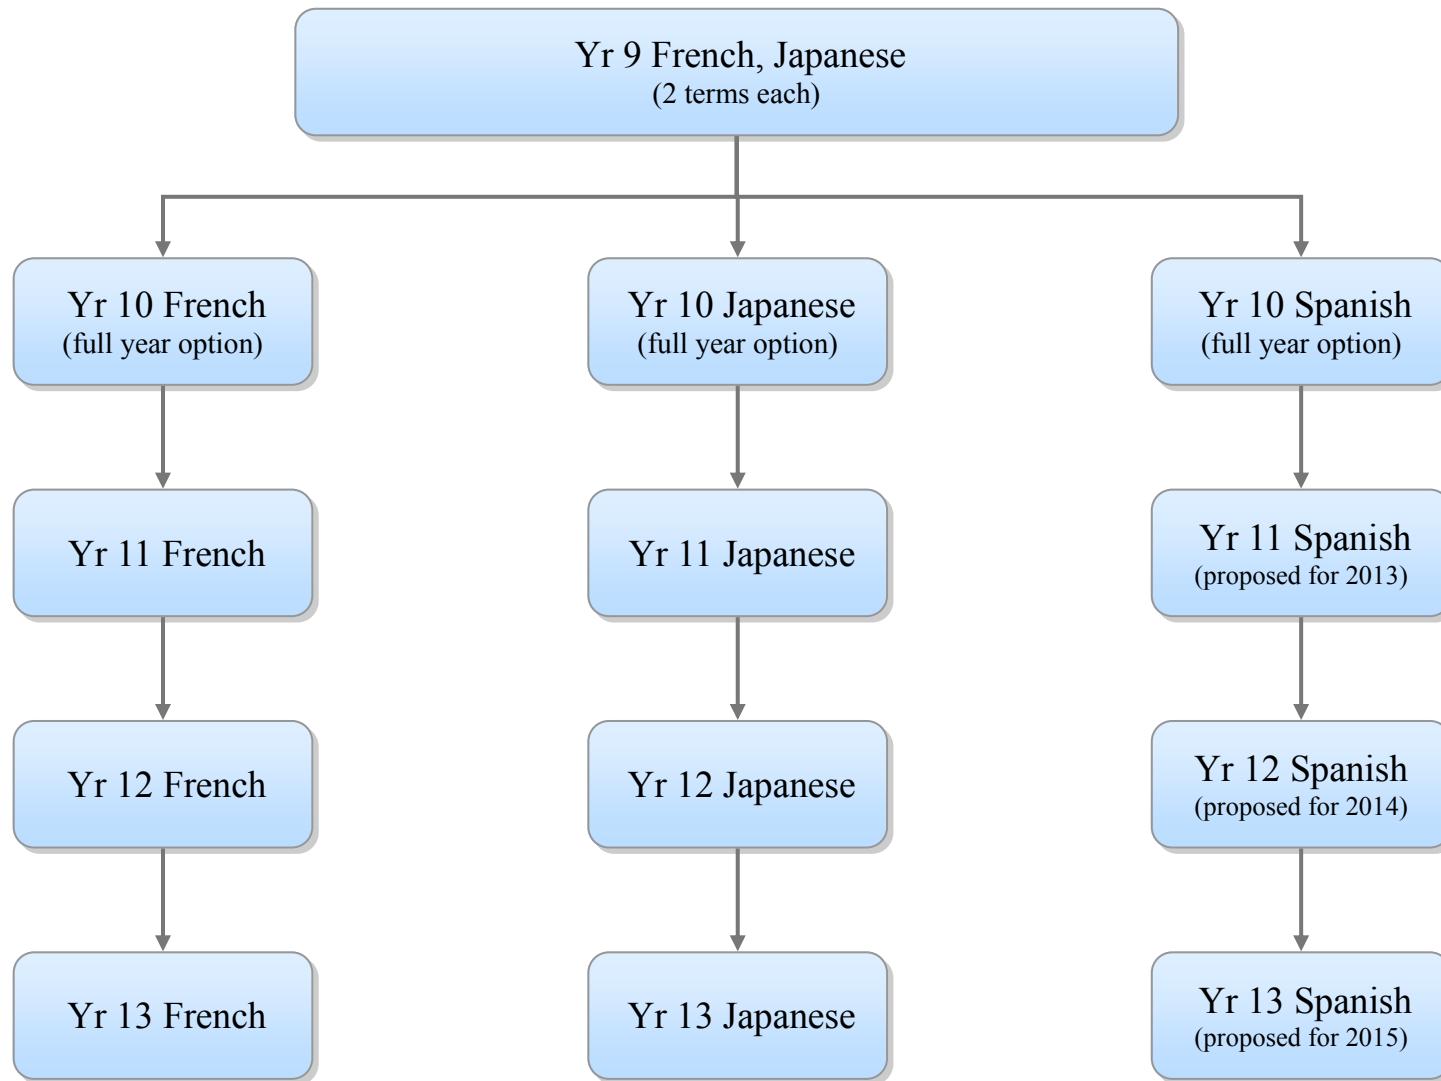 Yr 9 French, Japanese
(2 terms each)
Yr 10 French
(full year option)
Yr 10 Japanese
(full year option)
Yr 10 Spanish
(full year option)
Yr 11 French
Yr 11 Japanese
Yr 11 Spanish
(proposed for 2013)
Yr 12 French
Yr 12 Japanese
Yr 12 Spanish
(proposed for 2014)
Yr 13 French
Yr 13 Japanese
Yr 13 Spanish
(proposed for 2015)